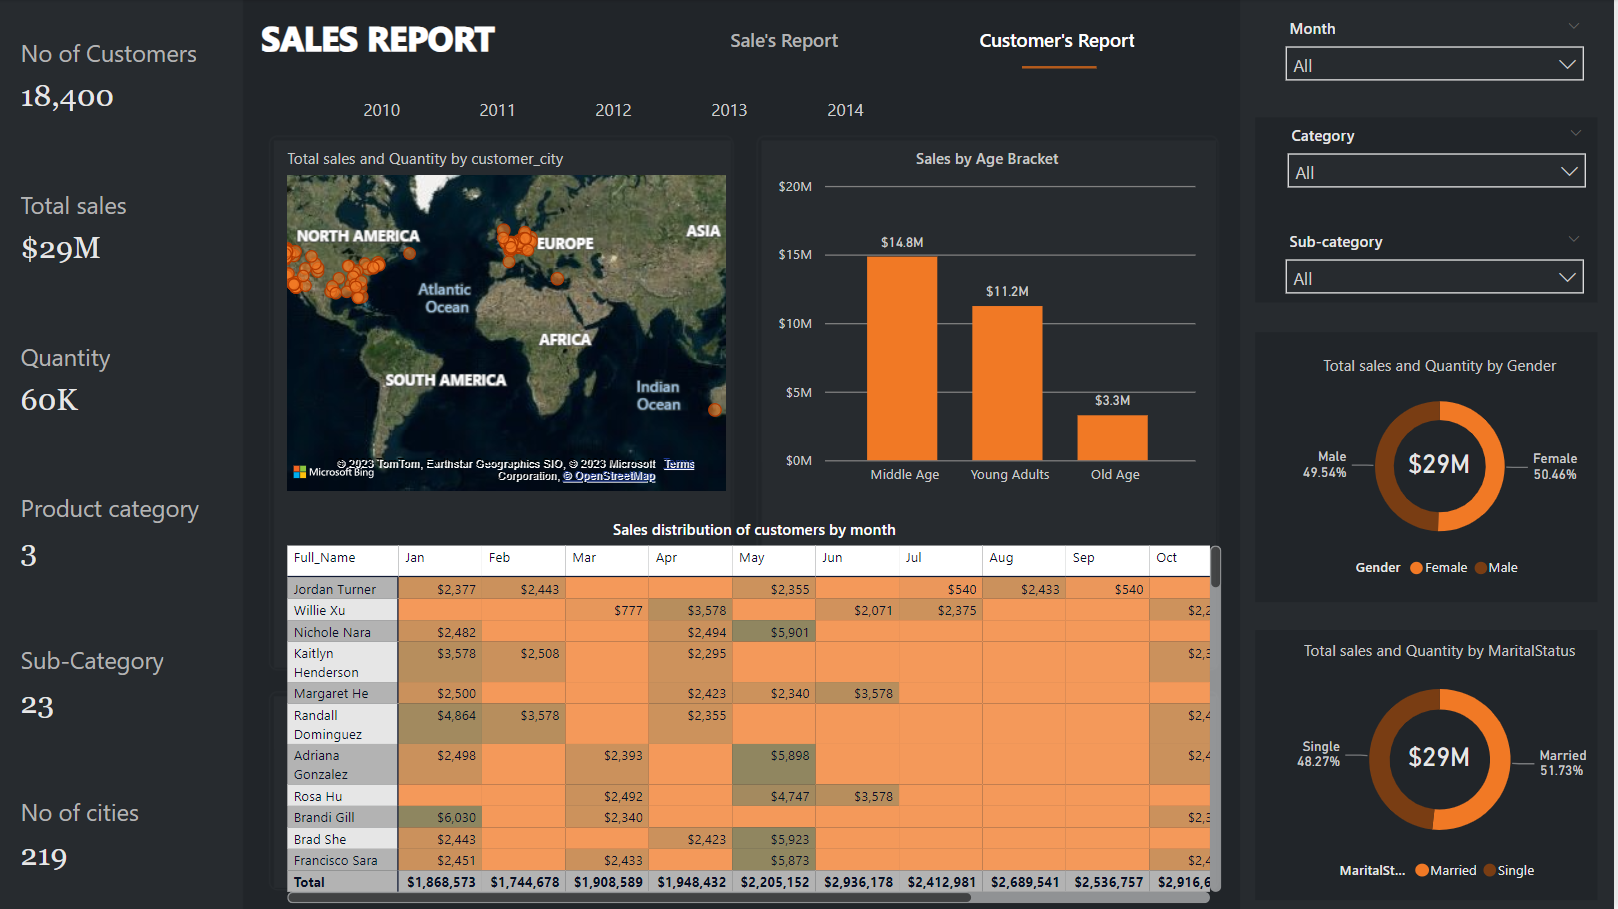 SALES REPORT
Sale's Report
Customer's Report
2010 2011 2012 2013 2014
No of Customers
18,400
Total sales
$29M
Quantity
60K
Product category
3
Sub-Category
23
No of cities
219
Total sales and Quantity by customer_city
NORTH AMERICA
EUROPE
ASIA
Atlantic
Ocean
AFRICA
SOUTH AMERICA
Indian
Ocean
Microsoft Bing
© 2023 TomTom, Earthstar Geographics SIO, © 2023 Microsoft Terms
Corporation, © OpenStreetMap
Sales by Age Bracket
$20M
$15M
$10M
$5M
$0M
$14.8M
$11.2M
$3.3M
Middle Age Young Adults Old Age
Sales distribution of customers by month
Full_Name Jan Feb Mar Apr May Jun Jul Aug Sep Oct
Jordan Turner $2,377 $2,443 $2,355 $540 $2,433 $540
Willie Xu $777 $3,578 $2,071 $2,375 $2,2
Nichole Nara $2,482 $2,494 $5,901
Kaitlyn
Henderson $3,578 $2,508 $2,295 $2,3
Margaret He $2,500 $2,423 $2,340 $3,578
Randall
Dominguez $4,864 $3,578 $2,355 $2,4
Adriana
Gonzalez $2,498 $2,393 $5,898 $2,4
Rosa Hu $2,492 $4,747 $3,578
Brandi Gill $6,030 $2,340 $2,3
Brad She $2,443 $2,423 $5,923
Francisco Sara $2,451 $2,433 $5,873 $2,4
Total $1,868,573 $1,744,678 $1,908,589 $1,948,432 $2,205,152 $2,936,178 $2,412,981 $2,689,541 $2,536,757 $2,916,6
Month
All
Category
All
Sub-category
All
Total sales and Quantity by Gender
Male
49.54%
$29M
Female
50.46%
Gender Female Male
Total sales and Quantity by MaritalStatus
Single
48.27%
$29M
Married
51.73%
MaritalSt... Married Single